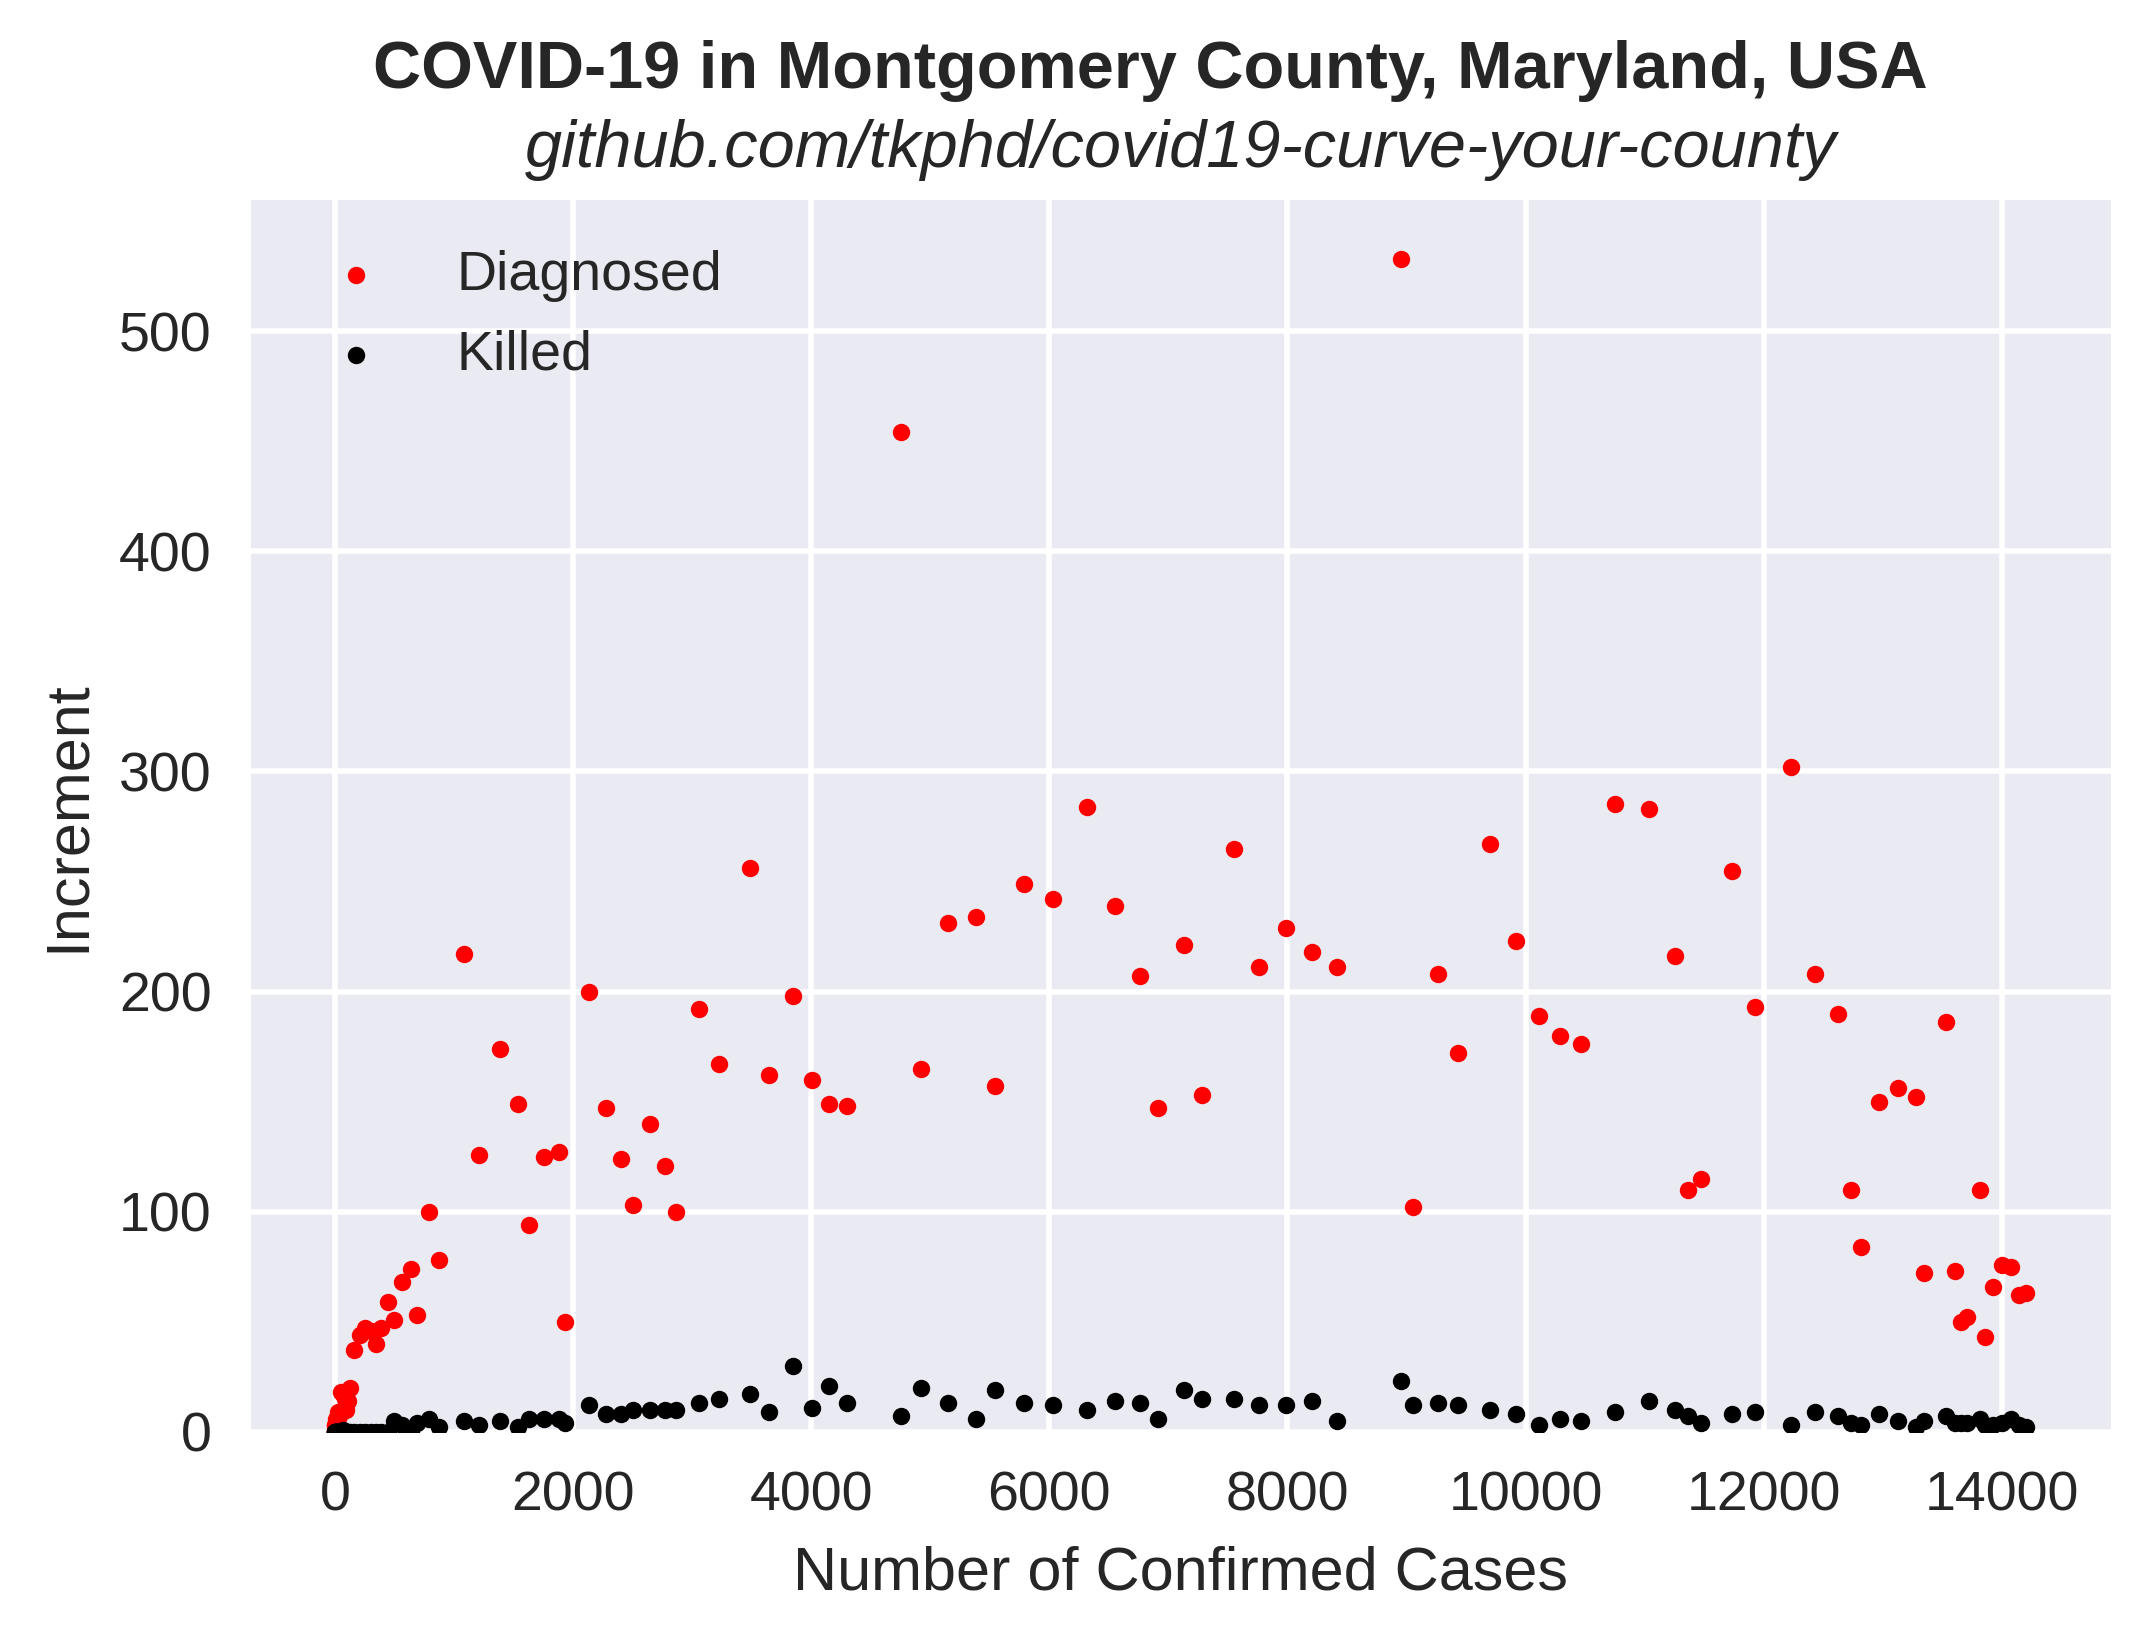 COVID-19 in Montgomery County, Maryland, USA
github.com/tkphd/covid19-curve-your-county
Diagnosed
Killed
500
400
300
200
100
0
Increment
0 2000 4000 6000 8000 10000 12000 14000
Number of Confirmed Cases